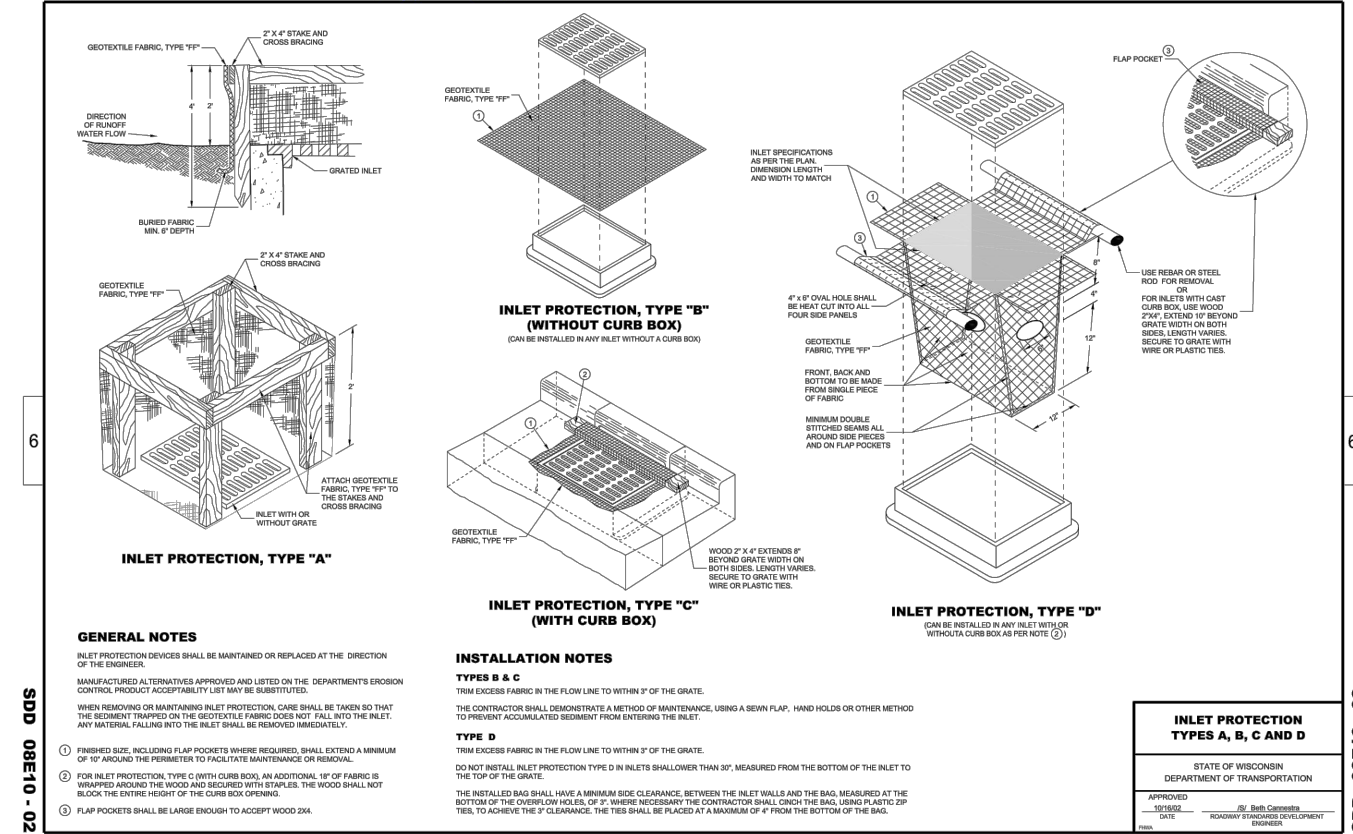 GEOTEXTILE FABRIC, TYPE "FF"
2" X 4" STAKE AND
CROSS BRACING
4'
2'
DIRECTION
OF RUNOFF
WATER FLOW
GRATED INLET
BURIED FABRIC
MIN. 6" DEPTH
2" X 4" STAKE AND
CROSS BRACING
GEOTEXTILE
FABRIC, TYPE "FF"
2'
ATTACH GEOTEXTILE
FABRIC, TYPE "FF" TO
THE STAKES AND
CROSS BRACING
INLET WITH OR
WITHOUT GRATE
INLET PROTECTION, TYPE "A"
GEOTEXTILE
FABRIC, TYPE "FF"
1
INLET PROTECTION, TYPE "B"
(WITHOUT CURB BOX)
(CAN BE INSTALLED IN ANY INLET WITHOUT A CURB BOX)
2
1
GEOTEXTILE
FABRIC, TYPE "FF"
WOOD 2" X 4" EXTENDS 8"
BEYOND GRATE WIDTH ON
BOTH SIDES. LENGTH VARIES.
SECURE TO GRATE WITH
WIRE OR PLASTIC TIES.
INLET PROTECTION, TYPE "C"
(WITH CURB BOX)
3
FLAP POCKET
INLET SPECIFICATIONS
AS PER THE PLAN.
DIMENSION LENGTH
AND WIDTH TO MATCH
1
3
8"
4"
12"
6"
12"
4" x 6" OVAL HOLE SHALL
BE HEAT CUT INTO ALL
FOUR SIDE PANELS
GEOTEXTILE
FABRIC, TYPE "FF"
FRONT, BACK AND
BOTTOM TO BE MADE
FROM SINGLE PIECE
OF FABRIC
MINIMUM DOUBLE
STITCHED SEAMS ALL
AROUND SIDE PIECES
AND ON FLAP POCKETS
USE REBAR OR STEEL
ROD FOR REMOVAL
OR
FOR INLETS WITH CAST
CURB BOX, USE WOOD
2"X4", EXTEND 10" BEYOND
GRATE WIDTH ON BOTH
SIDES, LENGTH VARIES.
SECURE TO GRATE WITH
WIRE OR PLASTIC TIES.
INLET PROTECTION, TYPE "D"
(CAN BE INSTALLED IN ANY INLET WITH OR
WITHOUTA CURB BOX AS PER NOTE 2 )
GENERAL NOTES
INLET PROTECTION DEVICES SHALL BE MAINTAINED OR REPLACED AT THE DIRECTION
OF THE ENGINEER.
MANUFACTURED ALTERNATIVES APPROVED AND LISTED ON THE DEPARTMENT'S EROSION
CONTROL PRODUCT ACCEPTABILITY LIST MAY BE SUBSTITUTED.
WHEN REMOVING OR MAINTAINING INLET PROTECTION, CARE SHALL BE TAKEN SO THAT
THE SEDIMENT TRAPPED ON THE GEOTEXTILE FABRIC DOES NOT FALL INTO THE INLET.
ANY MATERIAL FALLING INTO THE INLET SHALL BE REMOVED IMMEDIATELY.
1 FINISHED SIZE, INCLUDING FLAP POCKETS WHERE REQUIRED, SHALL EXTEND A MINIMUM
OF 10" AROUND THE PERIMETER TO FACILITATE MAINTENANCE OR REMOVAL.
2 FOR INLET PROTECTION, TYPE C (WITH CURB BOX), AN ADDITIONAL 18" OF FABRIC IS
WRAPPED AROUND THE WOOD AND SECURED WITH STAPLES. THE WOOD SHALL NOT
BLOCK THE ENTIRE HEIGHT OF THE CURB BOX OPENING.
3 FLAP POCKETS SHALL BE LARGE ENOUGH TO ACCEPT WOOD 2X4.
INSTALLATION NOTES
TYPES B & C
TRIM EXCESS FABRIC IN THE FLOW LINE TO WITHIN 3" OF THE GRATE.
THE CONTRACTOR SHALL DEMONSTRATE A METHOD OF MAINTENANCE, USING A SEWN FLAP, HAND HOLDS OR OTHER METHOD
TO PREVENT ACCUMULATED SEDIMENT FROM ENTERING THE INLET.
TYPE D
TRIM EXCESS FABRIC IN THE FLOW LINE TO WITHIN 3" OF THE GRATE.
DO NOT INSTALL INLET PROTECTION TYPE D IN INLETS SHALLOWER THAN 30", MEASURED FROM THE BOTTOM OF THE INLET TO
THE TOP OF THE GRATE.
THE INSTALLED BAG SHALL HAVE A MINIMUM SIDE CLEARANCE, BETWEEN THE INLET WALLS AND THE BAG, MEASURED AT THE
BOTTOM OF THE OVERFLOW HOLES, OF 3". WHERE NECESSARY THE CONTRACTOR SHALL CINCH THE BAG, USING PLASTIC ZIP
TIES, TO ACHIEVE THE 3" CLEARANCE. THE TIES SHALL BE PLACED AT A MAXIMUM OF 4" FROM THE BOTTOM OF THE BAG.
INLET PROTECTION
TYPES A, B, C AND D
STATE OF WISCONSIN
DEPARTMENT OF TRANSPORTATION
APPROVED
10/16/02 /S/ Beth Cannestra
DATE ROADWAY STANDARDS DEVELOPMENT
ENGINEER
FHWA
6
6
SDD 08E10 - 02